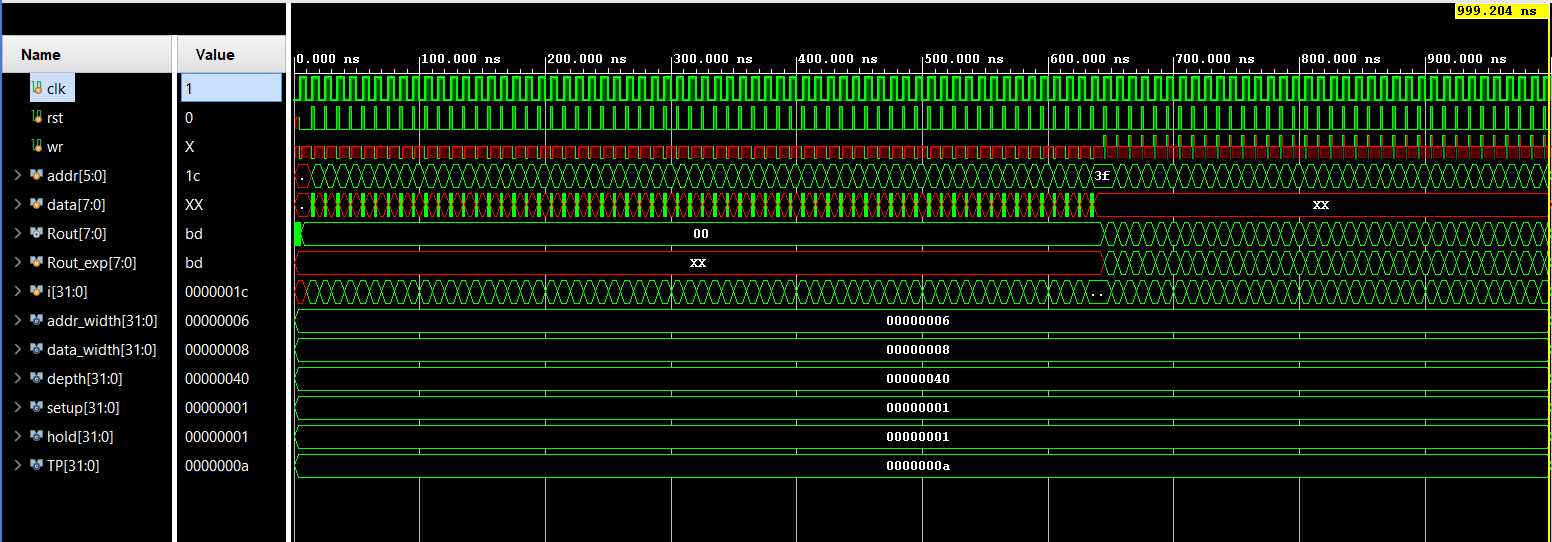 999.204 ns
Name Value
0.000 ns 100.000 ns 200.000 ns 300.000 ns 400.000 ns 500.000 ns 600.000 ns 700.000 ns 800.000 ns 900.000 ns
clk 1
rst 0
wr X
addr[5:0] 1c 3f
data[7:0] XX XX
Rout[7:0] bd 00
Rout_exp[7:0] bd XX
i[31:0] 0000001c ..
addr_width[31:0] 00000006 00000006
data_width[31:0] 00000008 00000008
depth[31:0] 00000040 00000040
setup[31:0] 00000001 00000001
hold[31:0] 00000001 00000001
TP[31:0] 0000000a 0000000a